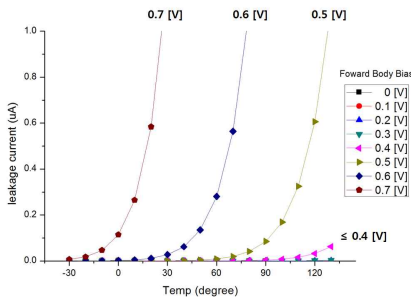 0.7 [V] 0.6 [V] 0.5 [V]
1.0
0.8
0.6
0.4
0.2
0.0
leakage current (uA)
Foward Body Bias
0 [V]
0.1 [V]
0.2 [V]
0.3 [V]
0.4 [V]
0.5 [V]
0.6 [V]
0.7 [V]
≤ 0.4 [V]
-30 0 30 60 90 120
Temp (degree)